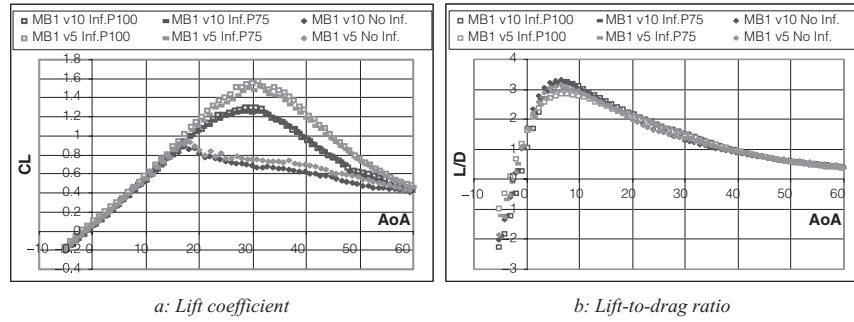 MB1 v10 Inf.P100 MB1 v10 Inf.P75 MB1 v10 No Inf.
MB1 v5 Inf.P100 MB1 v5 Inf.P75 MB1 v5 No Inf.
1.8
1.6
1.4
1.2
1
0.8
0.6
0.4
0.2
0
−0.2
−0.4
CL
AoA
−10 0 10 20 30 40 50 60
a: Lift coefficient
MB1 v10 Inf.P100 MB1 v10 Inf.P75 MB1 v10 No Inf.
MB1 v5 Inf.P100 MB1 v5 Inf.P75 MB1 v5 No Inf.
4
3
2
1
0
1
−2
−3
L/D
AoA
−10 0 10 20 30 40 50 60
b: Lift-to-drag ratio